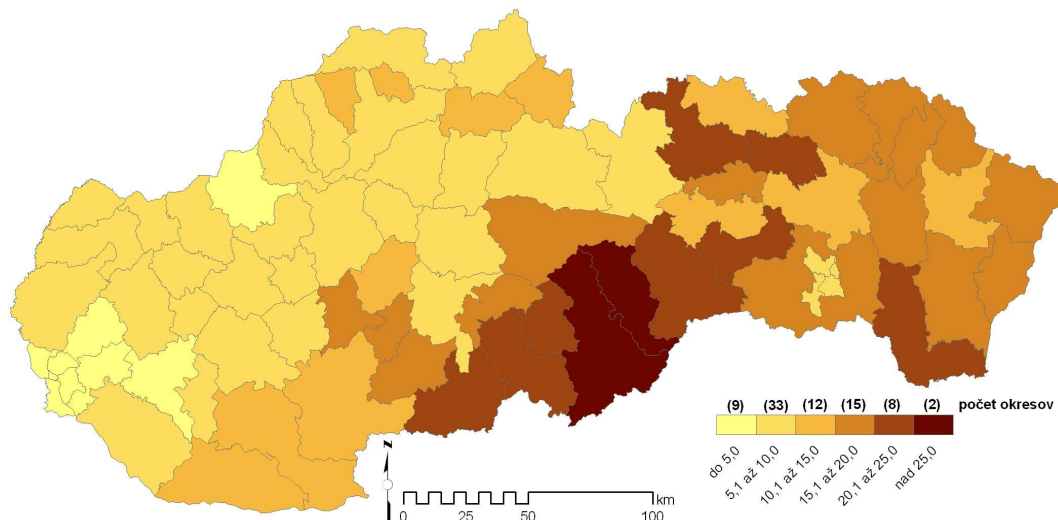 (9) (33) (12) (15) (8) (2) počet okresov
do 5,0
5,1 až 10,0
10,1 až 15,0
15,1 až 20,0
20,1 až 25,0
nad 25,0
km
0 25 50 100